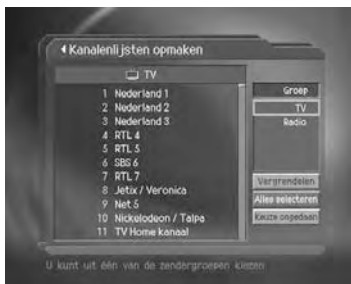 Kanalenlijsten opmaken
TV
1 Nederland 1
2 Nederland 2
3 Nederland 3
4 RTL 4
5 RTL 5
6 SBS 6
7 RTL 7
8 Jetix / Veronica
9 Net 5
10 Nickelodeon / Talpa
11 TV Home kanaal
Groep
TV
Radio
Vergrendelen
Alles selecteren
Keuze ongedaan
U kunt uit één van de zendergroepen kiezen